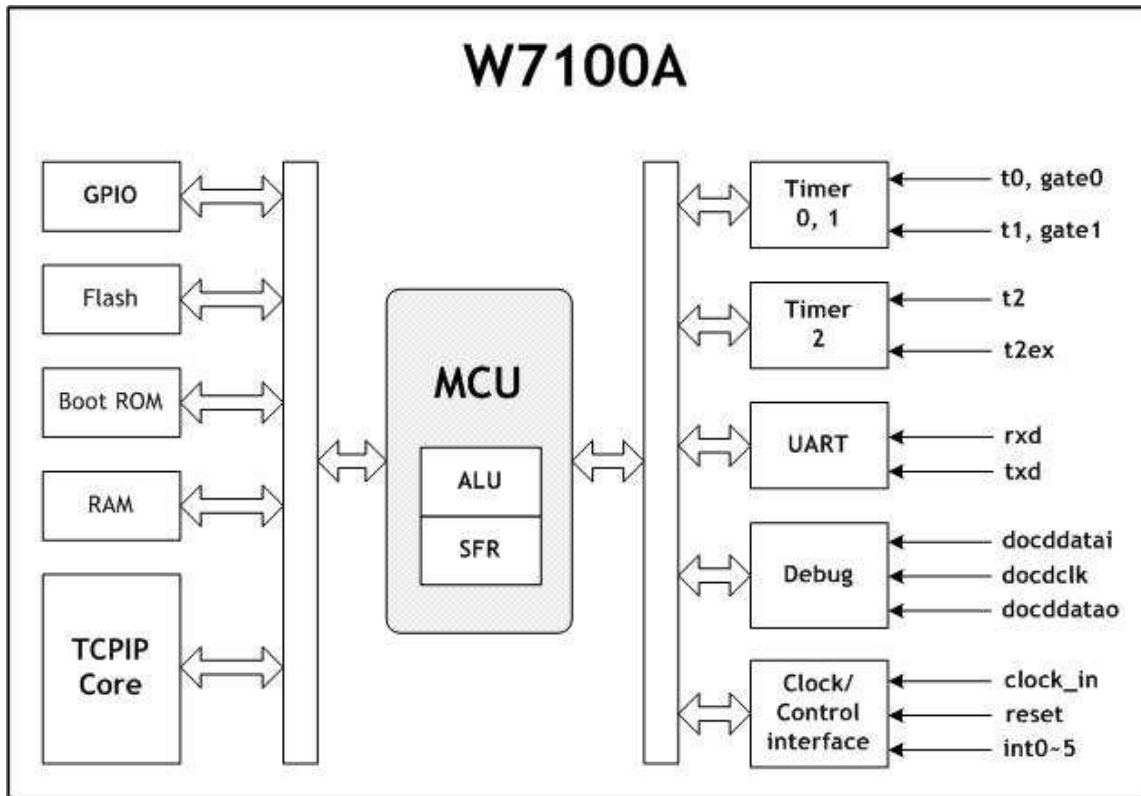 W7100A
GPIO
Flash
Boot ROM
RAM
TCPIP
Core
MCU
ALU
SFR
Timer
0, 1
t0, gate0
t1, gate1
Timer
2
t2
t2ex
UART
rxd
txd
Debug
docddatai
docdclk
docddatao
Clock/
Control
interface
clock_in
reset
int0~5